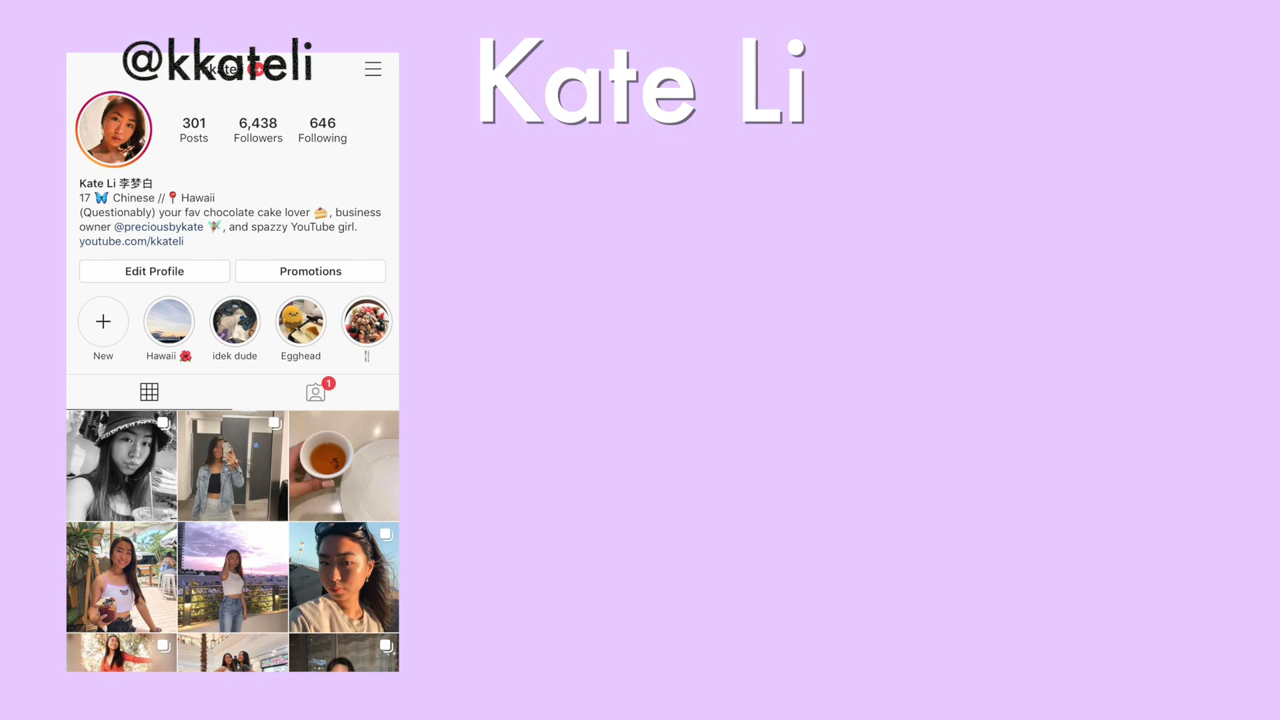 @kkateli
Kate Li
301 6,438 646
Posts Followers Following
Kate Li 李梦白
17 🦋 Chinese //📍Hawaii
(Questionably) your fav chocolate cake lover 🍰, business
owner @preciousbykate 🧚, and spazzy YouTube girl.
youtube.com/kkateli
Edit Profile Promotions
New Hawaii 🌺 idek dude Egghead 🍴
1